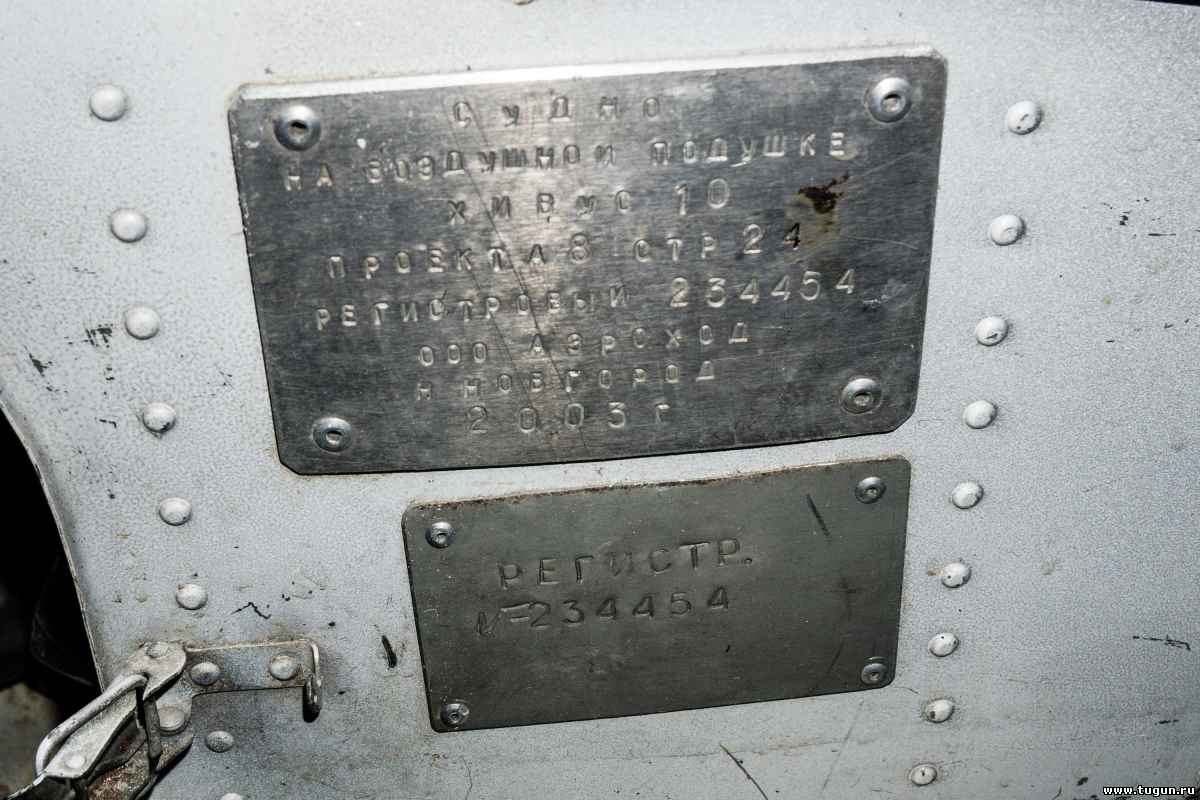 СУДНО
НА ВОЗДУШНОЙ ПОДУШКЕ
ХИВУС 10
ПРОЕКТА 8 СТР 24
РЕГИСТРОВЫЙ 234454
ООО АЭРОХОД
Н НОВГОРОД
2003 г
РЕГИСТР.
№234454
www.tugun.ru